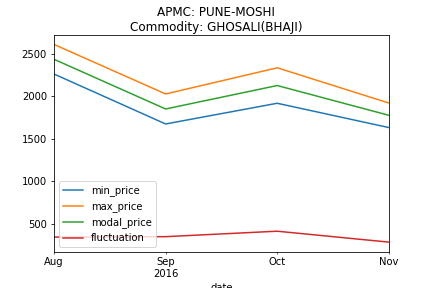 APMC: PUNE-MOSHI
Commodity: GHOSALI(BHAJI)
2500
2000
1500
1000
500
min_price
max_price
modal_price
fluctuation
Aug
Sep
2016
Oct
Nov
date